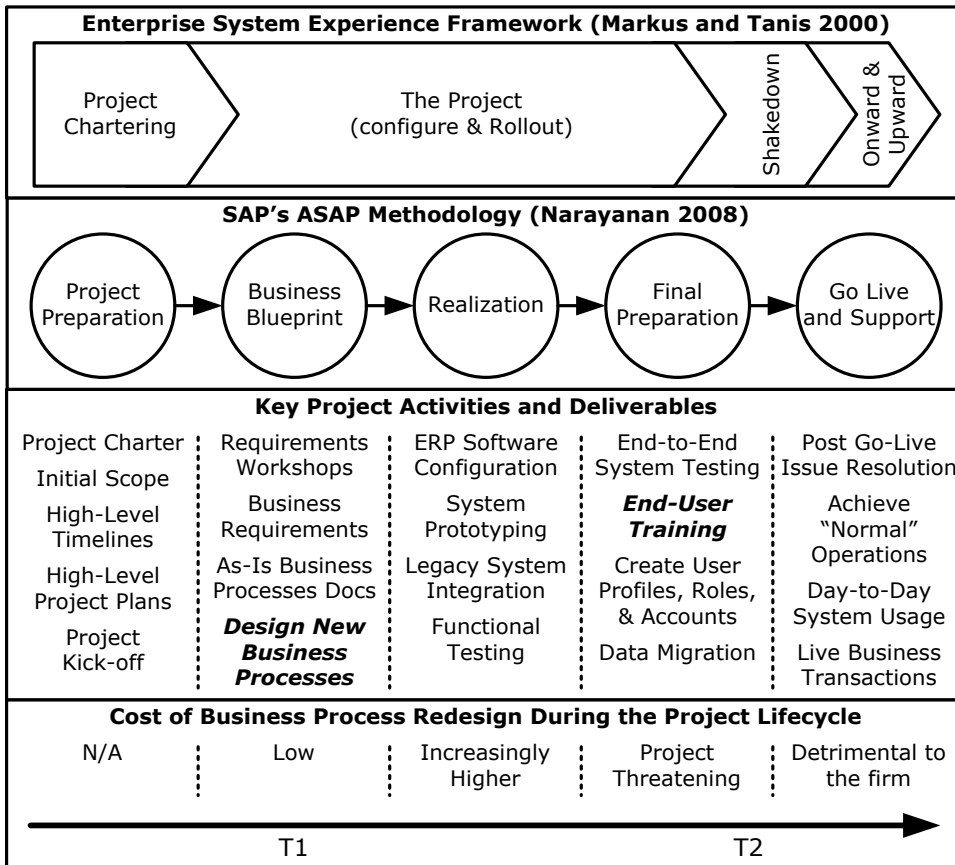 Enterprise System Experience Framework (Markus and Tanis 2000)
Project
Chartering
The Project
(configure & Rollout)
Shakedown
Onward &
Upward
SAP's ASAP Methodology (Narayanan 2008)
Project
Preparation
Business
Blueprint
Realization
Final
Preparation
Go Live
and Support
Key Project Activities and Deliverables
Project Charter
Initial Scope
High-Level
Timelines
High-Level
Project Plans
Project
Kick-off
Requirements
Workshops
Business
Requirements
As-Is Business
Processes Docs
Design New
Business
Processes
ERP Software
Configuration
System
Prototyping
Legacy System
Integration
Functional
Testing
End-to-End
System Testing
End-User
Training
Create User
Profiles, Roles,
& Accounts
Data Migration
Post Go-Live
Issue Resolution
Achieve
“Normal”
Operations
Day-to-Day
System Usage
Live Business
Transactions
Cost of Business Process Redesign During the Project Lifecycle
N/A
Low
Increasingly
Higher
Project
Threatening
Detrimental to
the firm
T1
T2